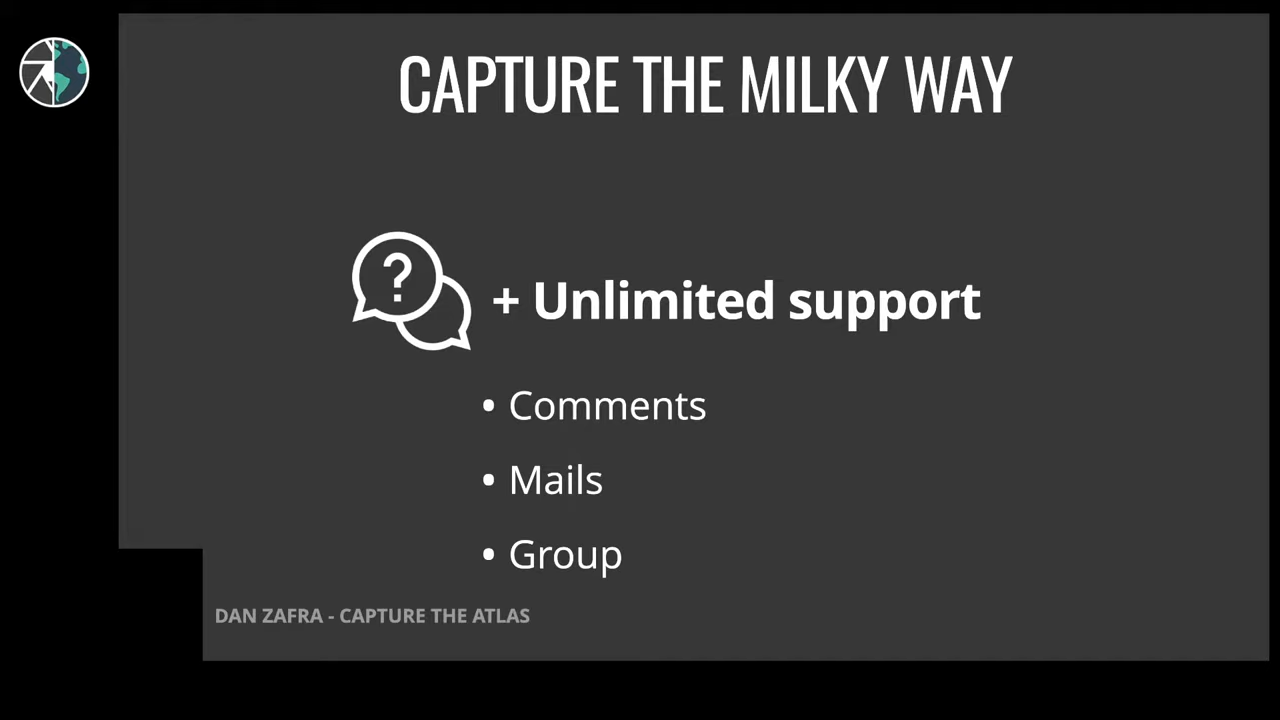 CAPTURE THE MILKY WAY
?
+ Unlimited support
• Comments
• Mails
• Group
DAN ZAFRA - CAPTURE THE ATLAS